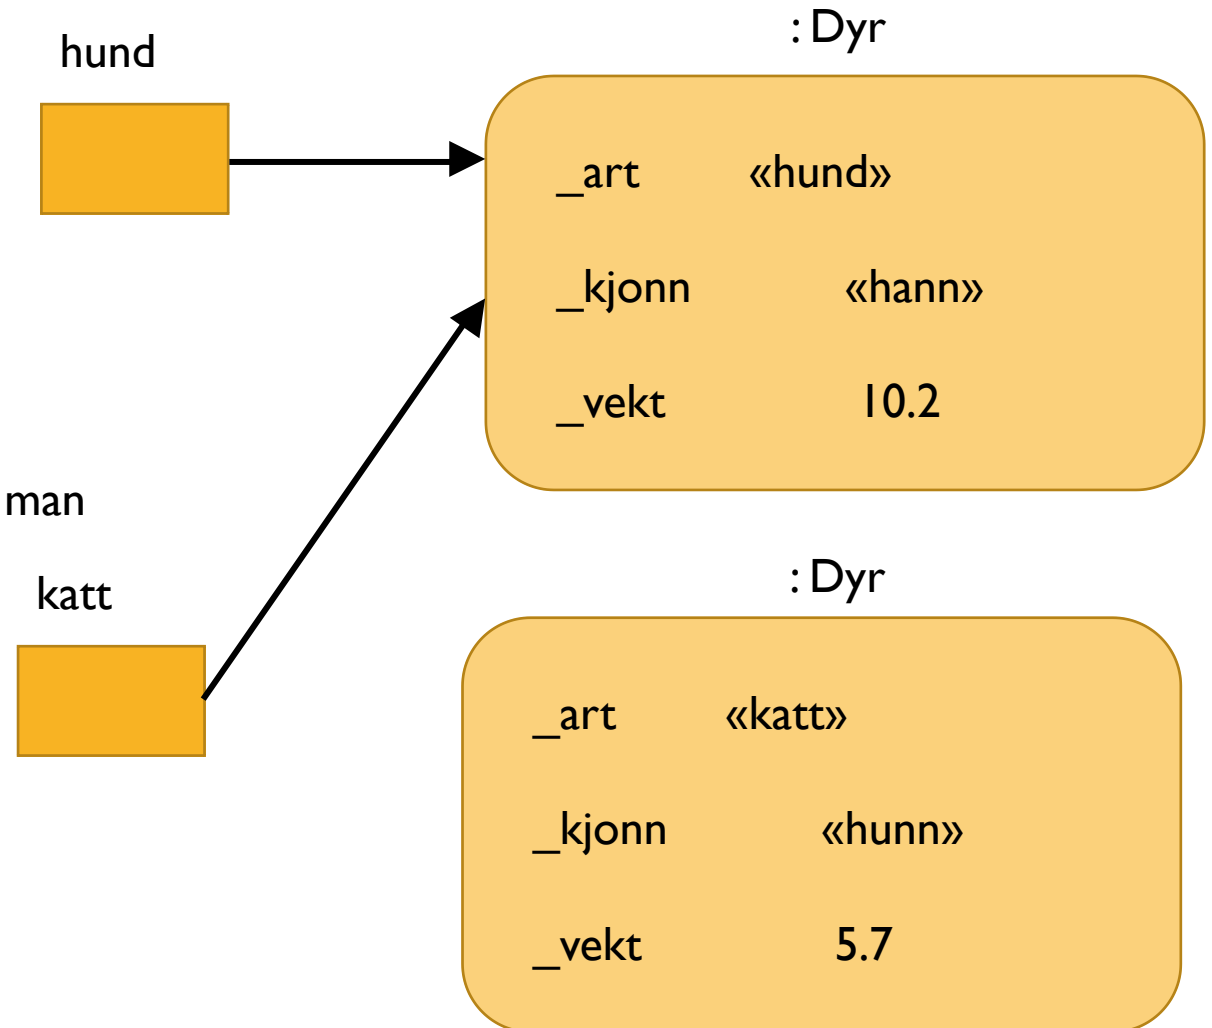 hund
: Dyr
_art «hund»
_kjonn «hann»
_vekt 10.2
man
katt
: Dyr
_art «katt»
_kjonn «hunn»
_vekt 5.7